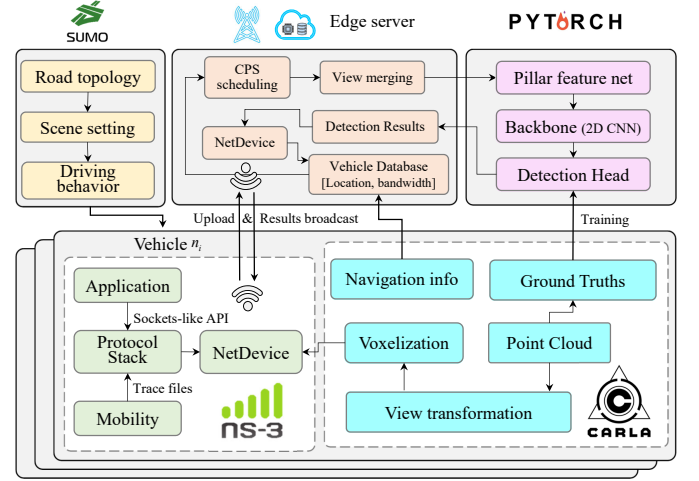 SUMO
Edge server
PYTORCH
Road topology
Scene setting
Driving
behavior
CPS
scheduling
View merging
NetDevice
Detection Results
Vehicle Database
[Location, bandwidth]
Pillar feature net
Backbone (2D CNN)
Detection Head
Upload & Results broadcast
Training
Vehicle ni
Application
Sockets-like API
Protocol
Stack
NetDevice
Trace files
Mobility
ns-3
Navigation info
Ground Truths
Voxelization
Point Cloud
View transformation
CARLA